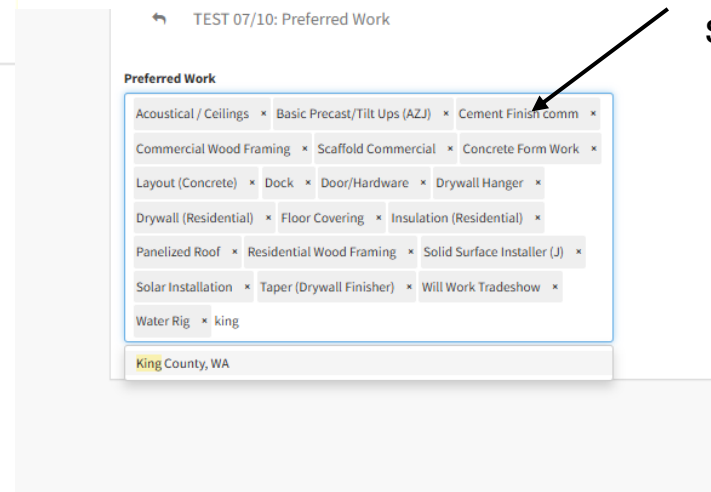 TEST 07/10: Preferred Work
Preferred Work
Acoustical / Ceilings × Basic Precast/Tilt Ups (AZJ) × Cement Finish comm ×
Commercial Wood Framing × Scaffold Commercial × Concrete Form Work ×
Layout (Concrete) × Dock × Door/Hardware × Drywall Hanger ×
Drywall (Residential) × Floor Covering × Insulation (Residential) ×
Panelized Roof × Residential Wood Framing × Solid Surface Installer (J) ×
Solar Installation × Taper (Drywall Finisher) × Will Work Tradeshow ×
Water Rig × king
King County, WA